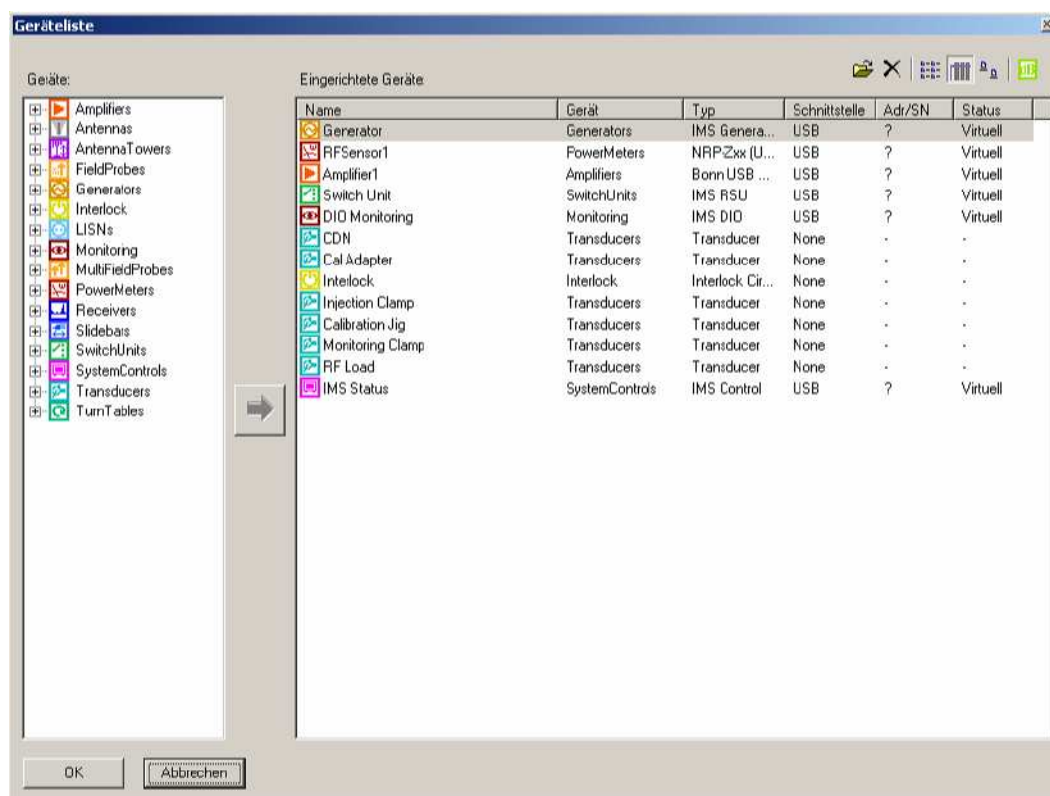 Geräteliste
Geräte:
Eingerichtete Geräte:
Amplifiers
Antennas
AntennaTowers
FieldProbes
Generators
Interlock
LISNs
Monitoring
MultiFieldProbes
PowerMeters
Receivers
Slidebars
SwitchUnits
SystemControls
Transducers
TurnTables
Name Gerät Typ Schnittstelle Adr/SN Status
Generator Generators IMS Genera... USB ? Virtuell
RFSensor1 PowerMeters NRP-Zxx (U... USB ? Virtuell
Amplifier1 Amplifiers Bonn USB ... USB ? Virtuell
Switch Unit SwitchUnits IMS RSU USB ? Virtuell
DIO Monitoring Monitoring IMS DIO USB ? Virtuell
CDN Transducers Transducer None - -
Cal Adapter Transducers Transducer None - -
Interlock Interlock Interlock Cir... None - -
Injection Clamp Transducers Transducer None - -
Calibration Jig Transducers Transducer None - -
Monitoring Clamp Transducers Transducer None - -
RF Load Transducers Transducer None - -
IMS Status SystemControls IMS Control USB ? Virtuell
OK
Abbrechen